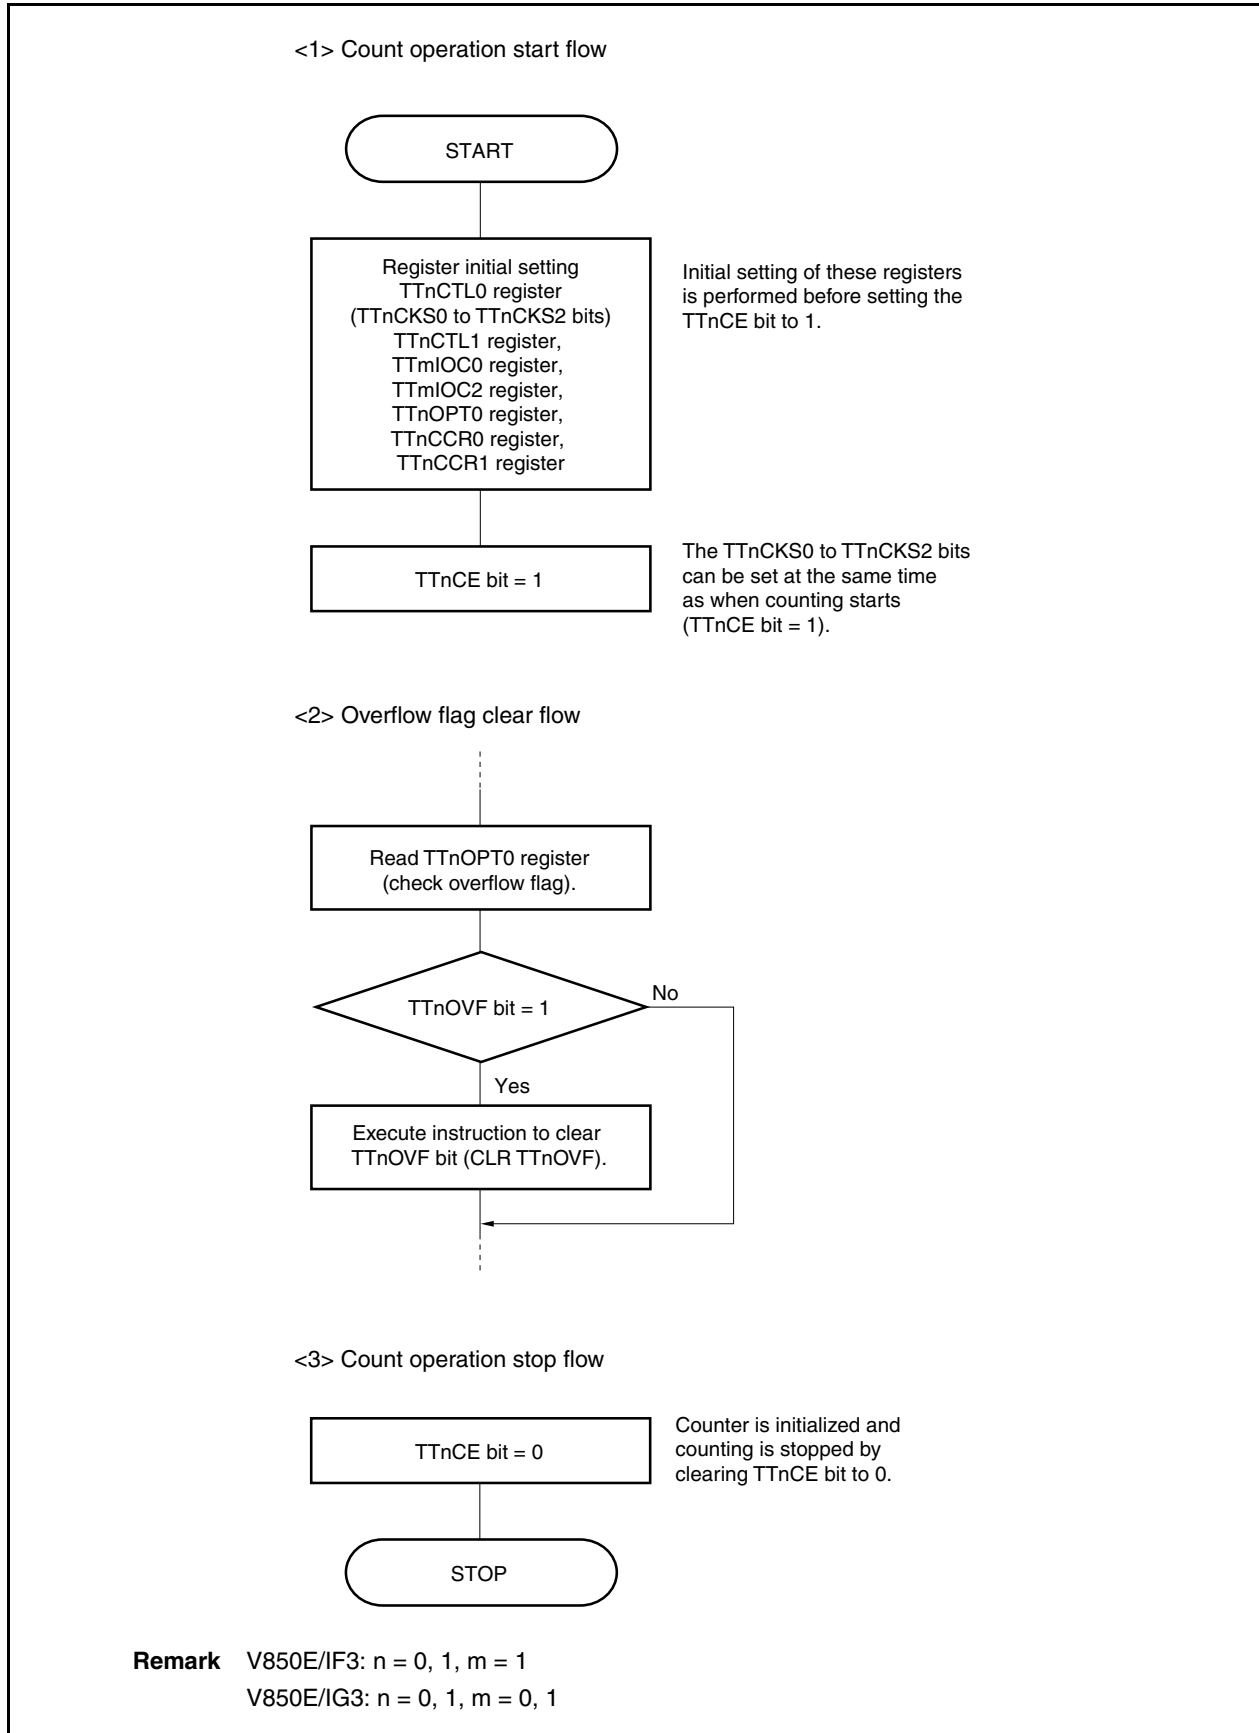 <1> Count operation start flow
START
Register initial setting
TTnCTL0 register
(TTnCKS0 to TTnCKS2 bits)
TTnCTL1 register,
TTmIOC0 register,
TTmIOC2 register,
TTnOPT0 register,
TTnCCR0 register,
TTnCCR1 register
Initial setting of these registers
is performed before setting the
TTnCE bit to 1.
TTnCE bit = 1
The TTnCKS0 to TTnCKS2 bits
can be set at the same time
as when counting starts
(TTnCE bit = 1).
<2> Overflow flag clear flow
Read TTnOPT0 register
(check overflow flag).
TTnOVF bit = 1
No
Yes
Execute instruction to clear
TTnOVF bit (CLR TTnOVF).
<3> Count operation stop flow
TTnCE bit = 0
Counter is initialized and
counting is stopped by
clearing TTnCE bit to 0.
STOP
Remark V850E/IF3: n = 0, 1, m = 1
V850E/IG3: n = 0, 1, m = 0, 1